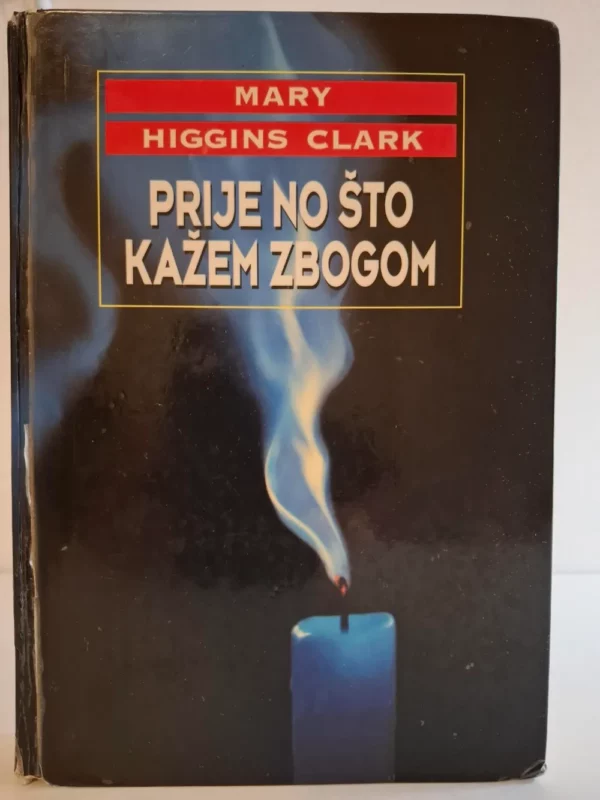 MARY
HIGGINS CLARK
PRIJE NO ŠTO
KAŽEM ZBOGOM